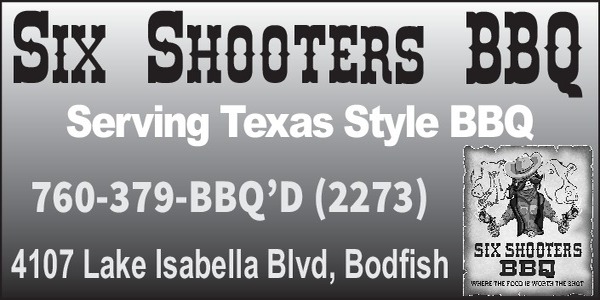 SIX SHOOTERS BBQ
Serving Texas Style BBQ
760-379-BBQ'D (2273)
4107 Lake Isabella Blvd, Bodfish
SIX SHOOTERS
BBQ
WHERE THE FOOD IS WORTH THE SHOT